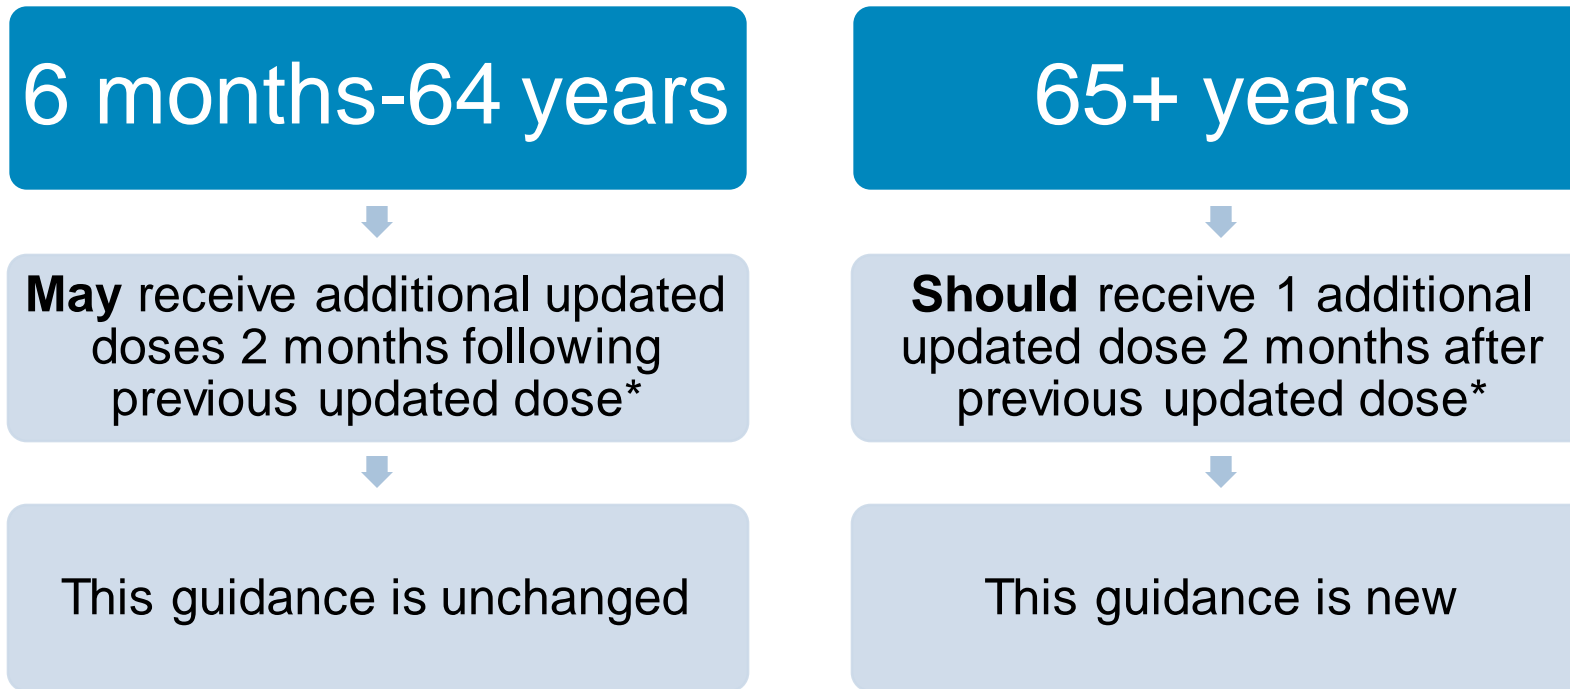 6 months-64 years
May receive additional updated
doses 2 months following
previous updated dose*
This guidance is unchanged
65+ years
Should receive 1 additional
updated dose 2 months after
previous updated dose*
This guidance is new